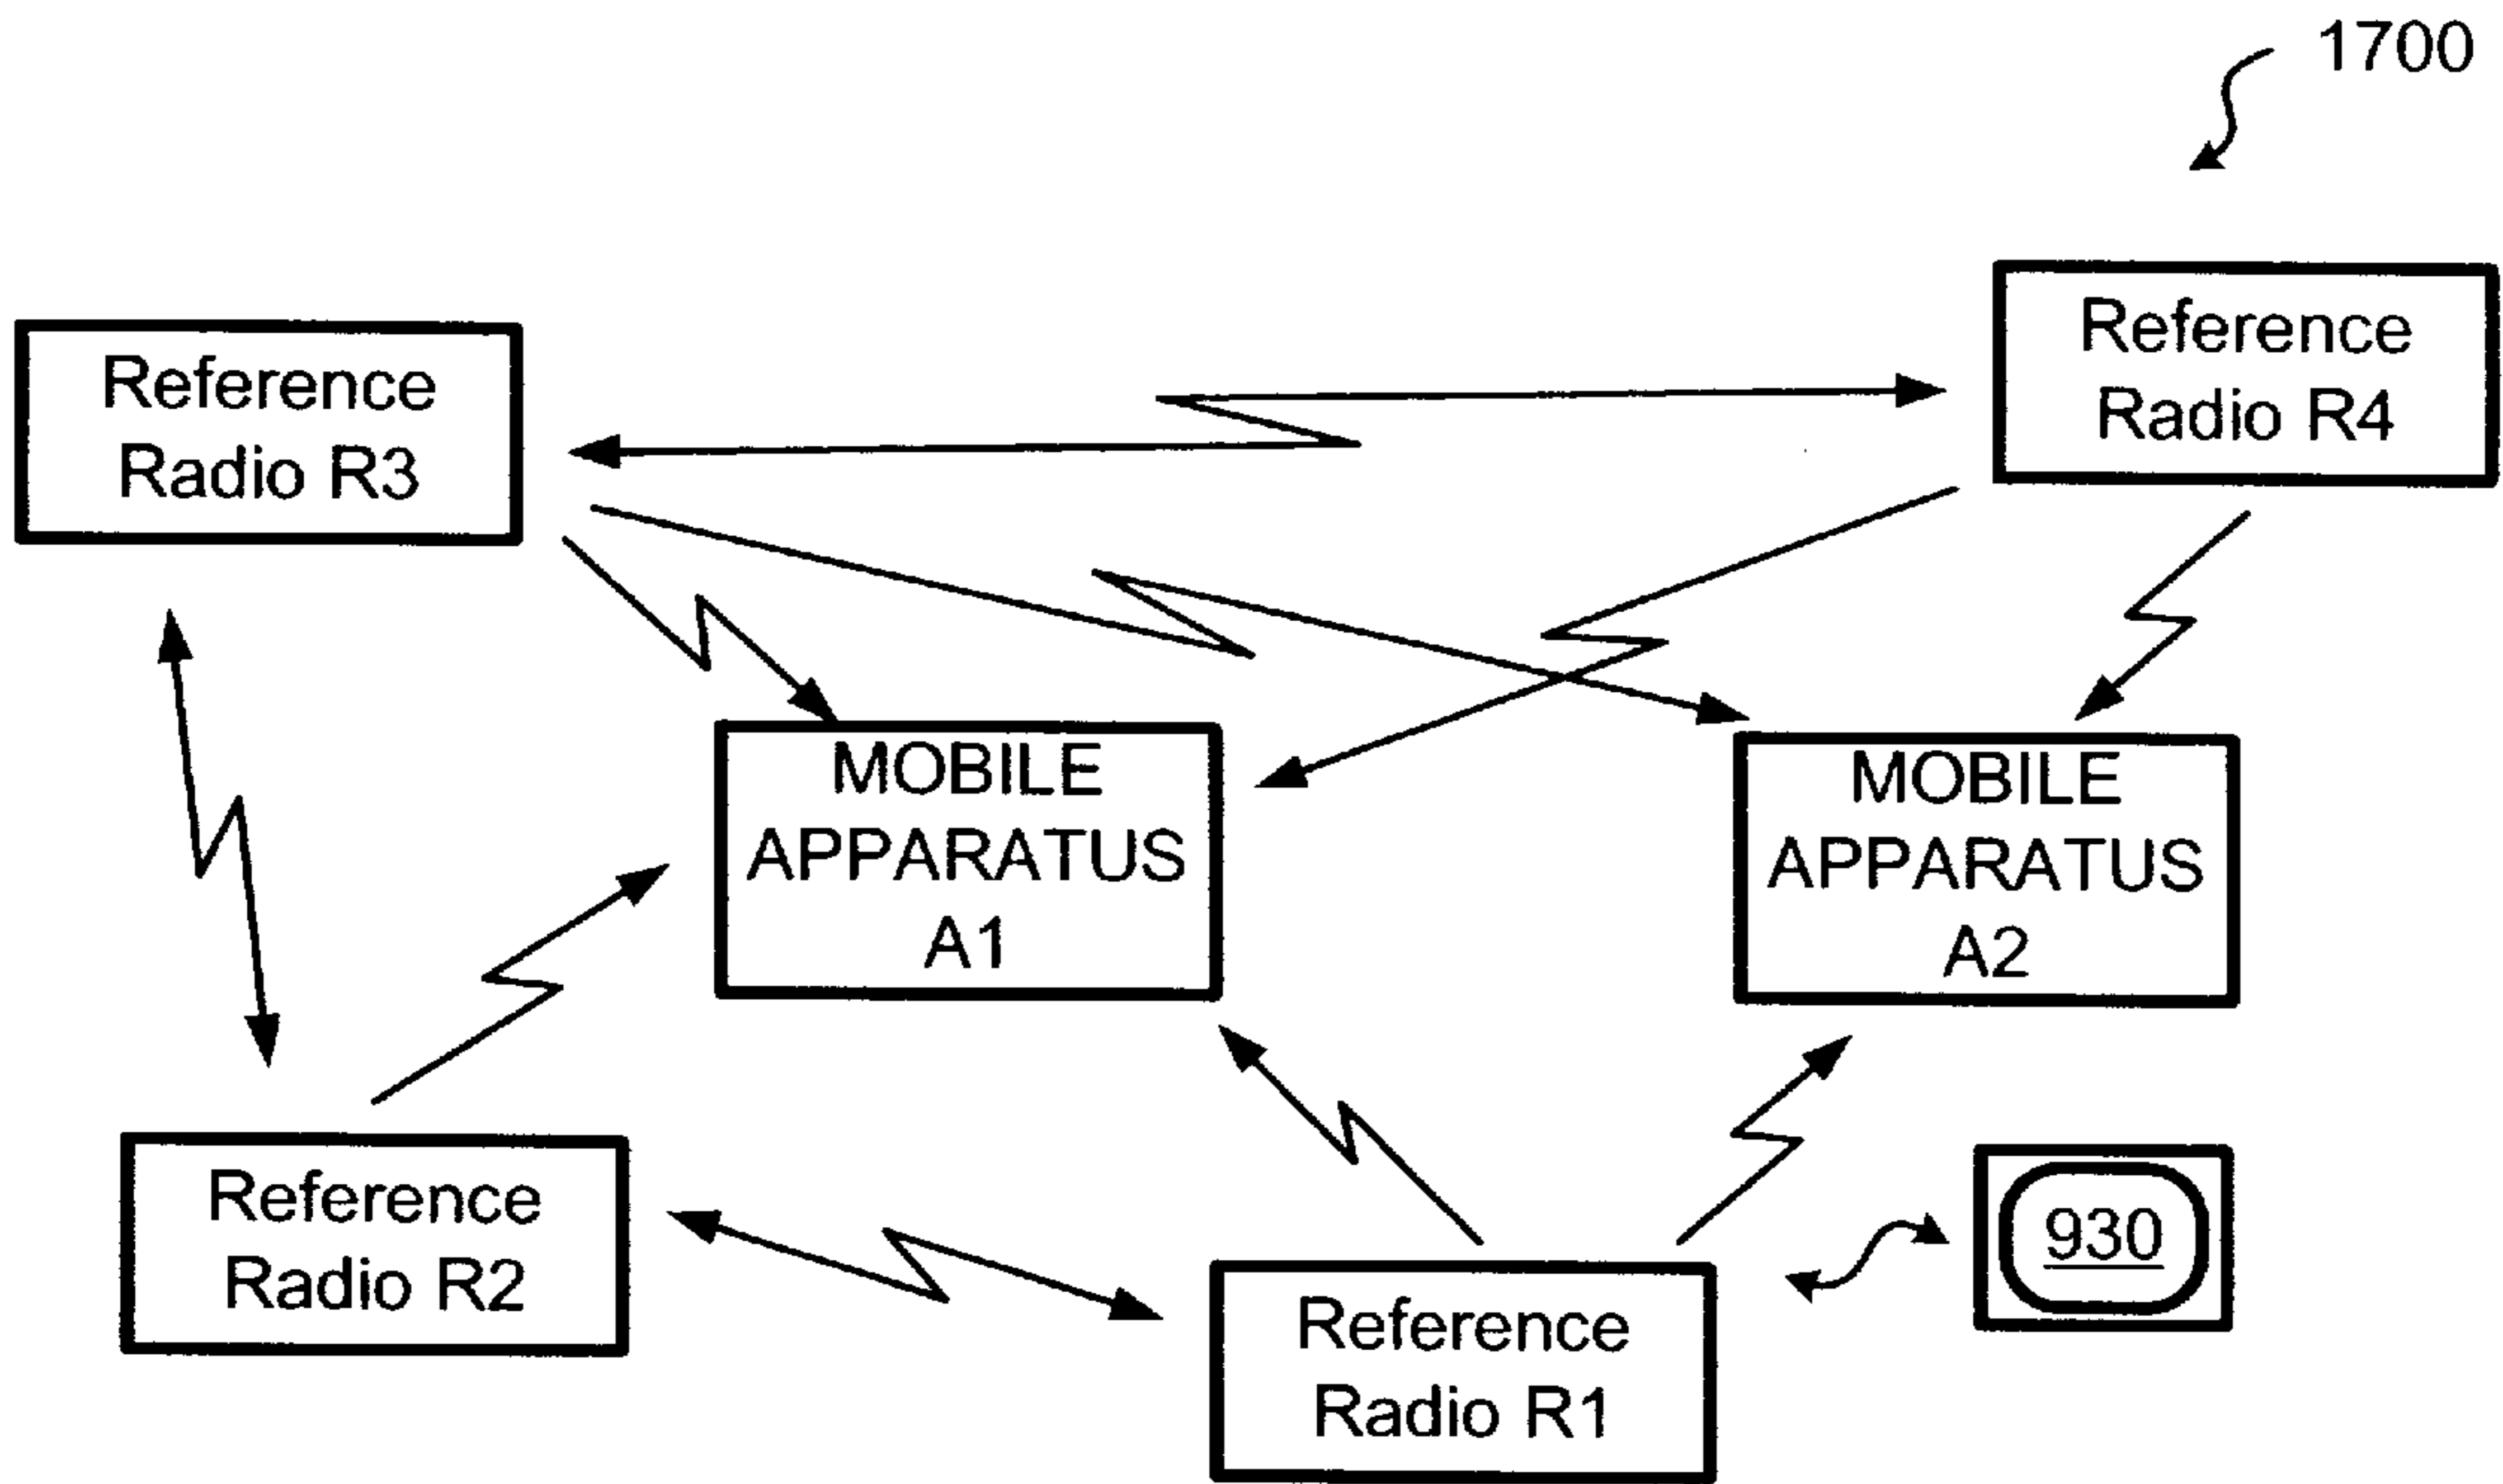 1700
Reference
Radio R4
Reference
Radio R3
MOBILE
APPARATUS
A1
MOBILE
APPARATUS
A2
Reference
Radio R2
930
Reference
Radio R1